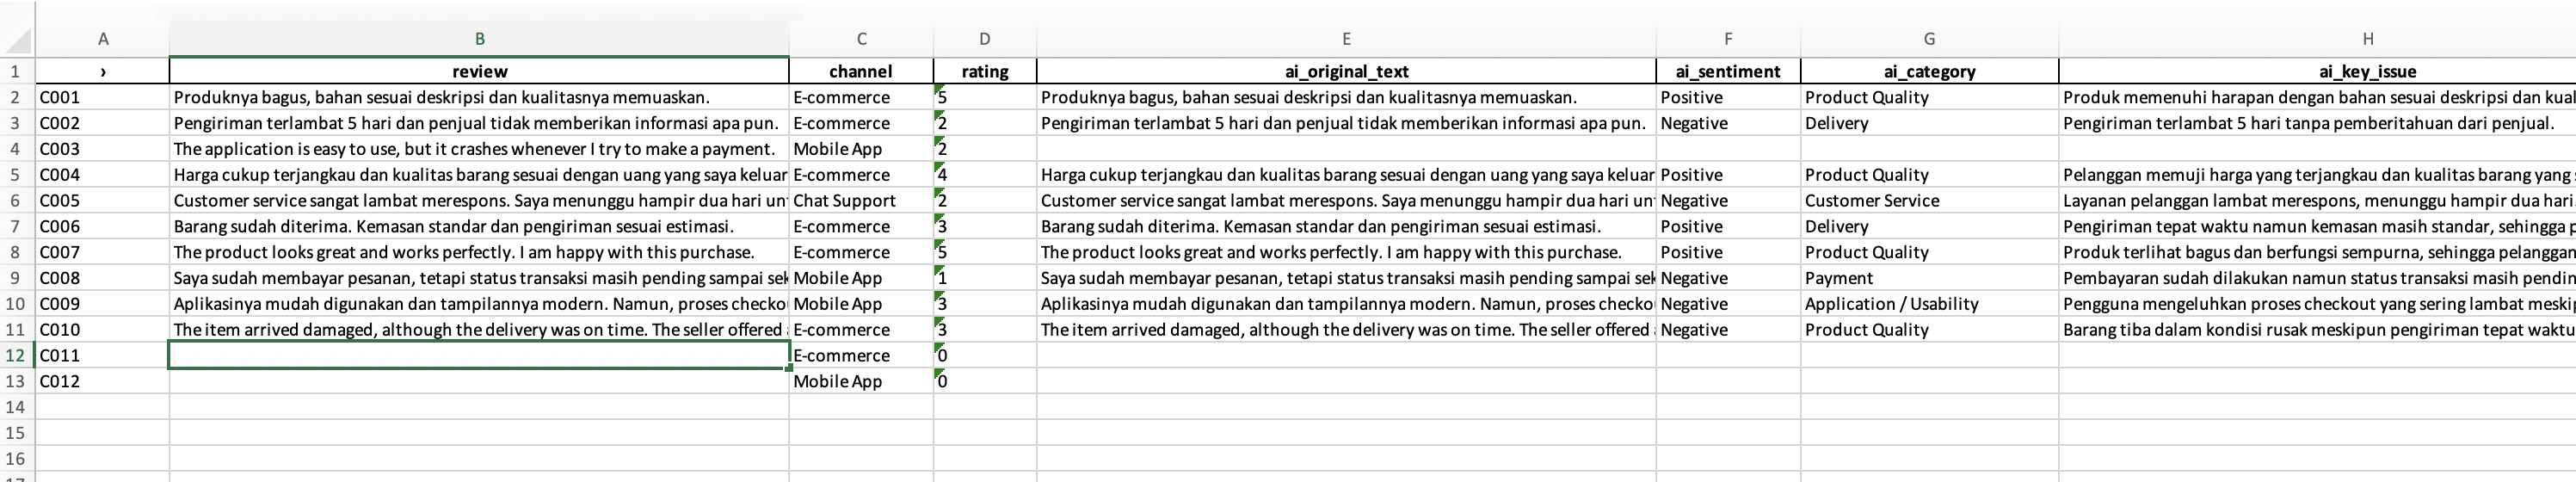 A B C D E F G H
1 › review channel rating ai_original_text ai_sentiment ai_category ai_key_issue
2 C001 Produknya bagus, bahan sesuai deskripsi dan kualitasnya memuaskan. E-commerce 5 Produknya bagus, bahan sesuai deskripsi dan kualitasnya memuaskan. Positive Product Quality Produk memenuhi harapan dengan bahan sesuai deskripsi dan kual
3 C002 Pengiriman terlambat 5 hari dan penjual tidak memberikan informasi apa pun. E-commerce 2 Pengiriman terlambat 5 hari dan penjual tidak memberikan informasi apa pun. Negative Delivery Pengiriman terlambat 5 hari tanpa pemberitahuan dari penjual.
4 C003 The application is easy to use, but it crashes whenever I try to make a payment. Mobile App 2
5 C004 Harga cukup terjangkau dan kualitas barang sesuai dengan uang yang saya keluar E-commerce 4 Harga cukup terjangkau dan kualitas barang sesuai dengan uang yang saya keluar Positive Product Quality Pelanggan memuji harga yang terjangkau dan kualitas barang yang
6 C005 Customer service sangat lambat merespons. Saya menunggu hampir dua hari un Chat Support 2 Customer service sangat lambat merespons. Saya menunggu hampir dua hari un Negative Customer Service Layanan pelanggan lambat merespons, menunggu hampir dua hari
7 C006 Barang sudah diterima. Kemasan standar dan pengiriman sesuai estimasi. E-commerce 3 Barang sudah diterima. Kemasan standar dan pengiriman sesuai estimasi. Positive Delivery Pengiriman tepat waktu namun kemasan masih standar, sehingga p
8 C007 The product looks great and works perfectly. I am happy with this purchase. E-commerce 5 The product looks great and works perfectly. I am happy with this purchase. Positive Product Quality Produk terlihat bagus dan berfungsi sempurna, sehingga pelanggan
9 C008 Saya sudah membayar pesanan, tetapi status transaksi masih pending sampai sek Mobile App 1 Saya sudah membayar pesanan, tetapi status transaksi masih pending sampai sek Negative Payment Pembayaran sudah dilakukan namun status transaksi masih pendin
10 C009 Aplikasinya mudah digunakan dan tampilannya modern. Namun, proses checko Mobile App 3 Aplikasinya mudah digunakan dan tampilannya modern. Namun, proses checko Negative Application / Usability Pengguna mengeluhkan proses checkout yang sering lambat meskip
11 C010 The item arrived damaged, although the delivery was on time. The seller offered E-commerce 3 The item arrived damaged, although the delivery was on time. The seller offered Negative Product Quality Barang tiba dalam kondisi rusak meskipun pengiriman tepat waktu
12 C011 E-commerce 0
13 C012 Mobile App 0
14
15
16